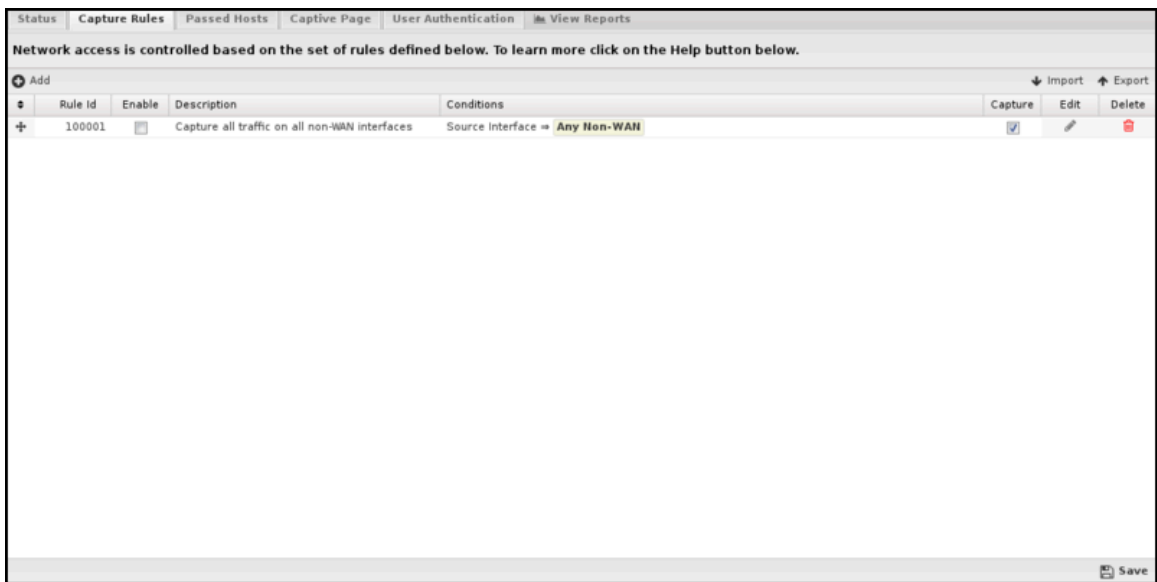 Status Capture Rules Passed Hosts Captive Page User Authentication View Reports
Network access is controlled based on the set of rules defined below. To learn more click on the Help button below.
Add Import Export
Rule Id Enable Description Conditions Capture Edit Delete
100001 Capture all traffic on all non-WAN interfaces Source Interface ⇒ Any Non-WAN
Save